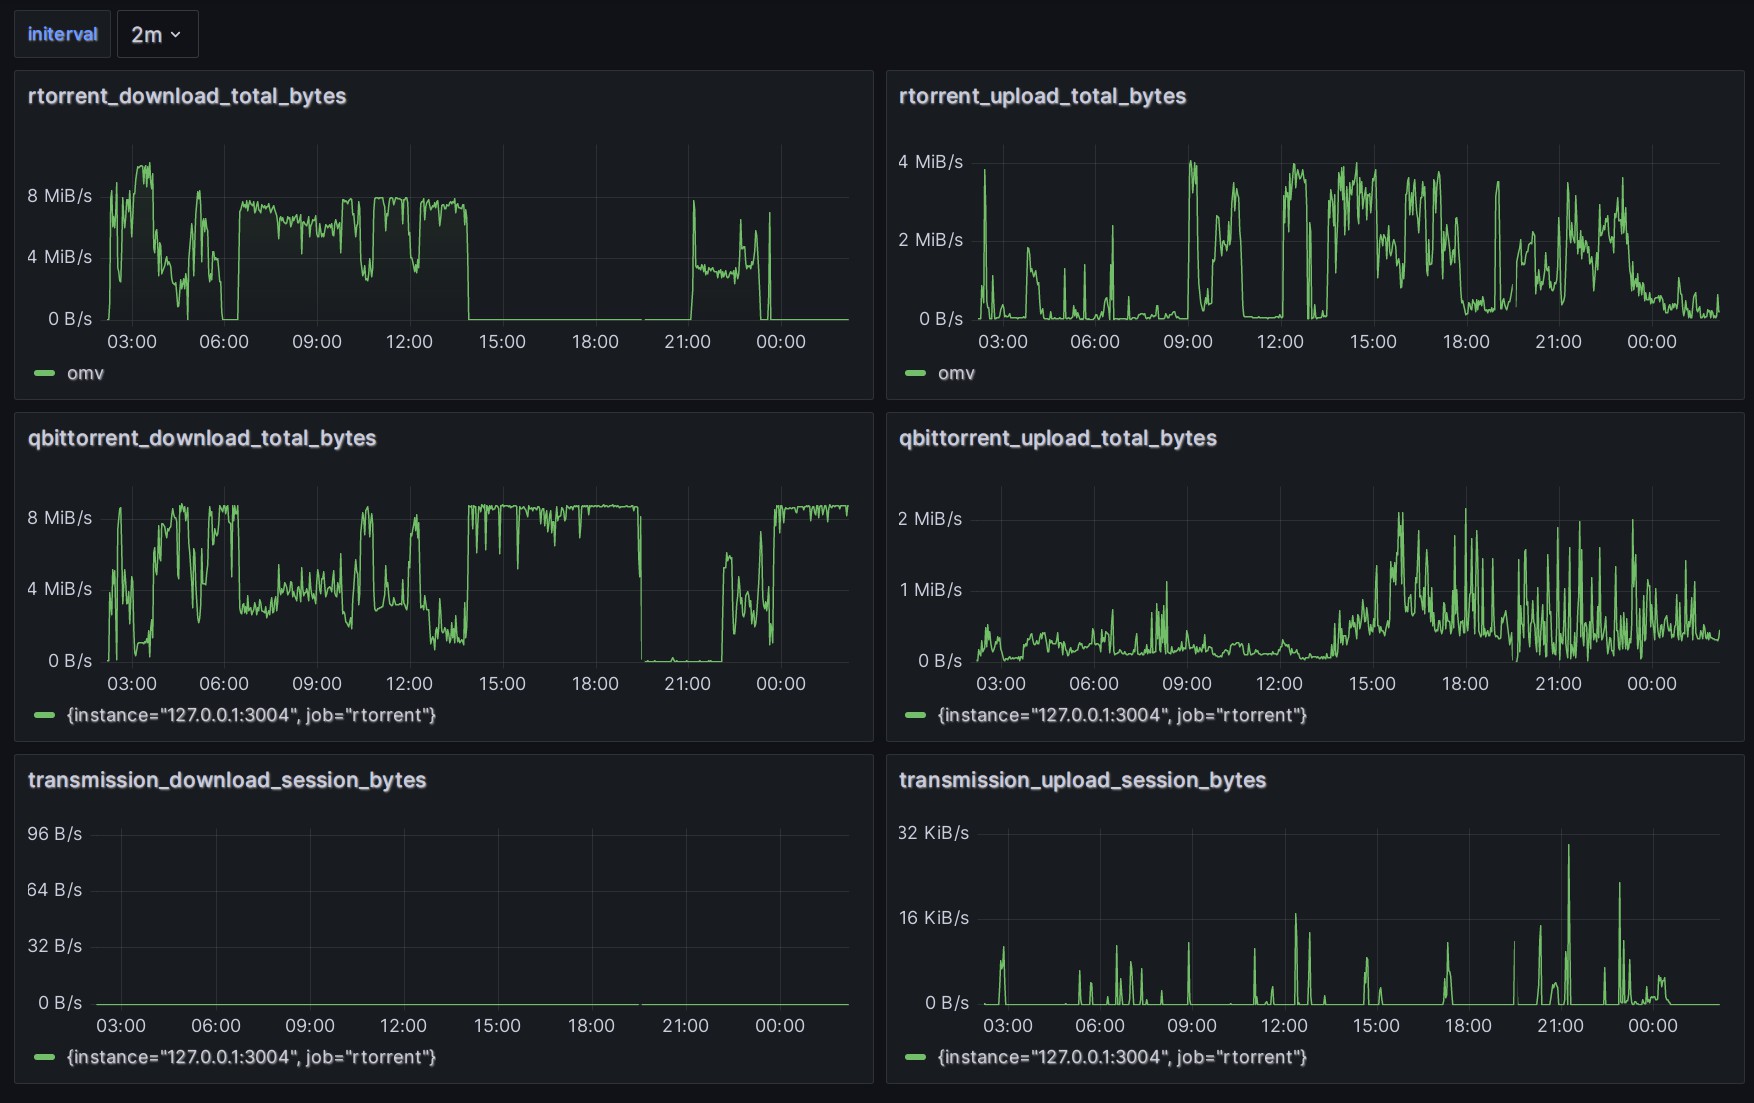 initerval 2m
rtorrent_download_total_bytes
8 MiB/s
4 MiB/s
0 B/s
03:00 06:00 09:00 12:00 15:00 18:00 21:00 00:00
omv
rtorrent_upload_total_bytes
4 MiB/s
2 MiB/s
0 B/s
03:00 06:00 09:00 12:00 15:00 18:00 21:00 00:00
omv
qbittorrent_download_total_bytes
8 MiB/s
4 MiB/s
0 B/s
03:00 06:00 09:00 12:00 15:00 18:00 21:00 00:00
{instance="127.0.0.1:3004", job="rtorrent"}
qbittorrent_upload_total_bytes
2 MiB/s
1 MiB/s
0 B/s
03:00 06:00 09:00 12:00 15:00 18:00 21:00 00:00
{instance="127.0.0.1:3004", job="rtorrent"}
transmission_download_session_bytes
96 B/s
64 B/s
32 B/s
0 B/s
03:00 06:00 09:00 12:00 15:00 18:00 21:00 00:00
{instance="127.0.0.1:3004", job="rtorrent"}
transmission_upload_session_bytes
32 KiB/s
16 KiB/s
0 B/s
03:00 06:00 09:00 12:00 15:00 18:00 21:00 00:00
{instance="127.0.0.1:3004", job="rtorrent"}